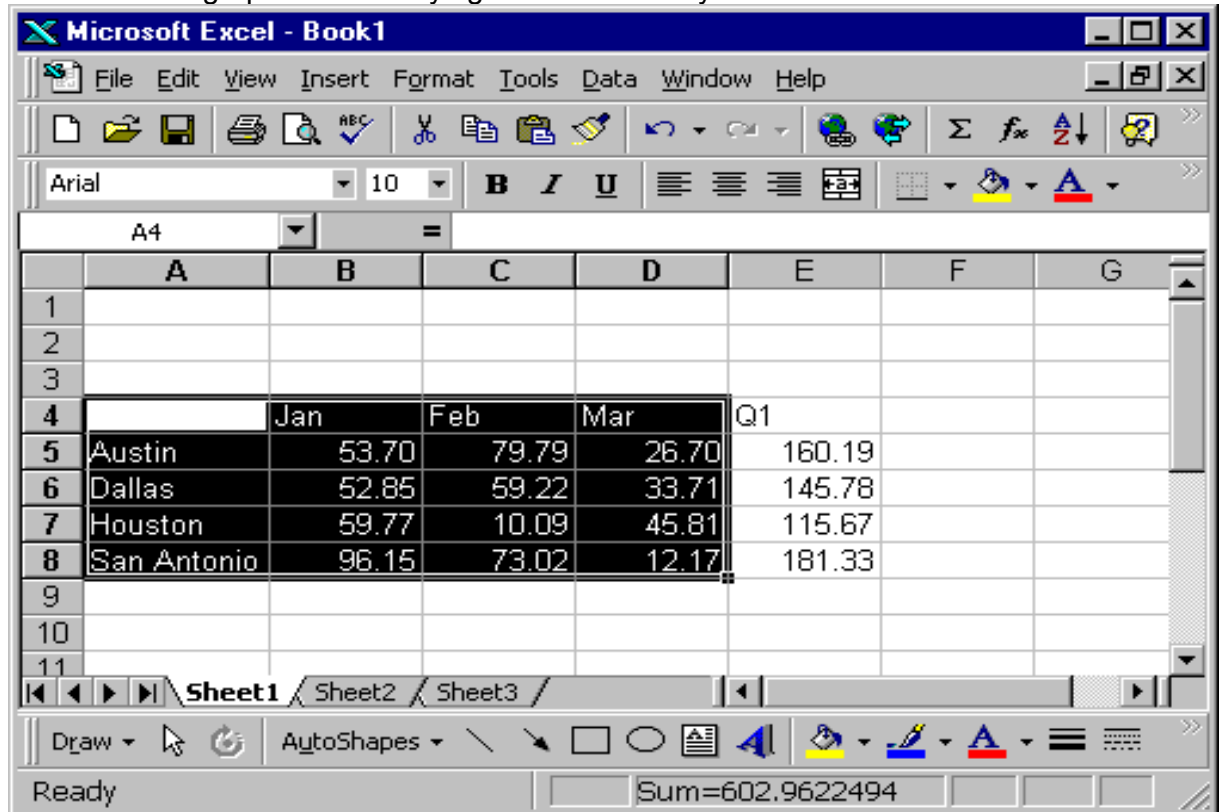 Microsoft Excel - Book1
File Edit View Insert Format Tools Data Window Help
ABC Σ fx A Z
Arial 10 B I U a A
A4 =
A B C D E F G
1
2
3
4 Jan Feb Mar Q1
5 Austin 53.70 79.79 26.70 160.19
6 Dallas 52.85 59.22 33.71 145.78
7 Houston 59.77 10.09 45.81 115.67
8 San Antonio 96.15 73.02 12.17 181.33
9
10
11
Sheet1 Sheet2 Sheet3
Draw AutoShapes A A
Ready Sum=602.9622494